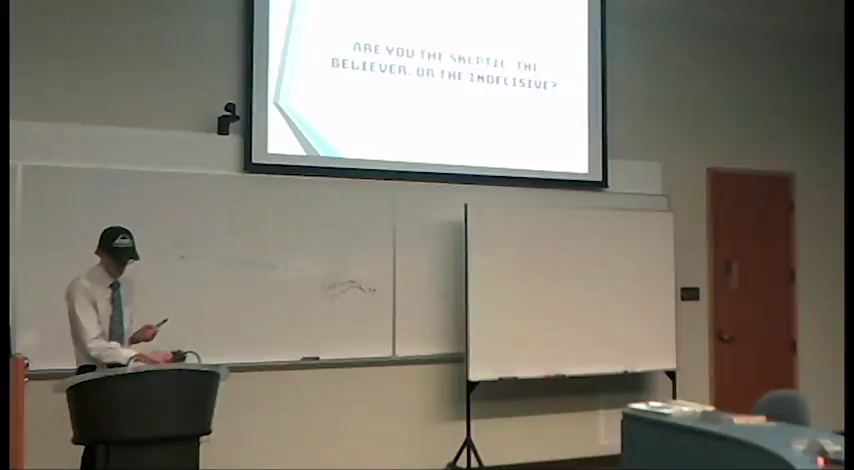 ARE YOU THE SKEPTIC, THE
BELIEVER, OR THE INDECISIVE?